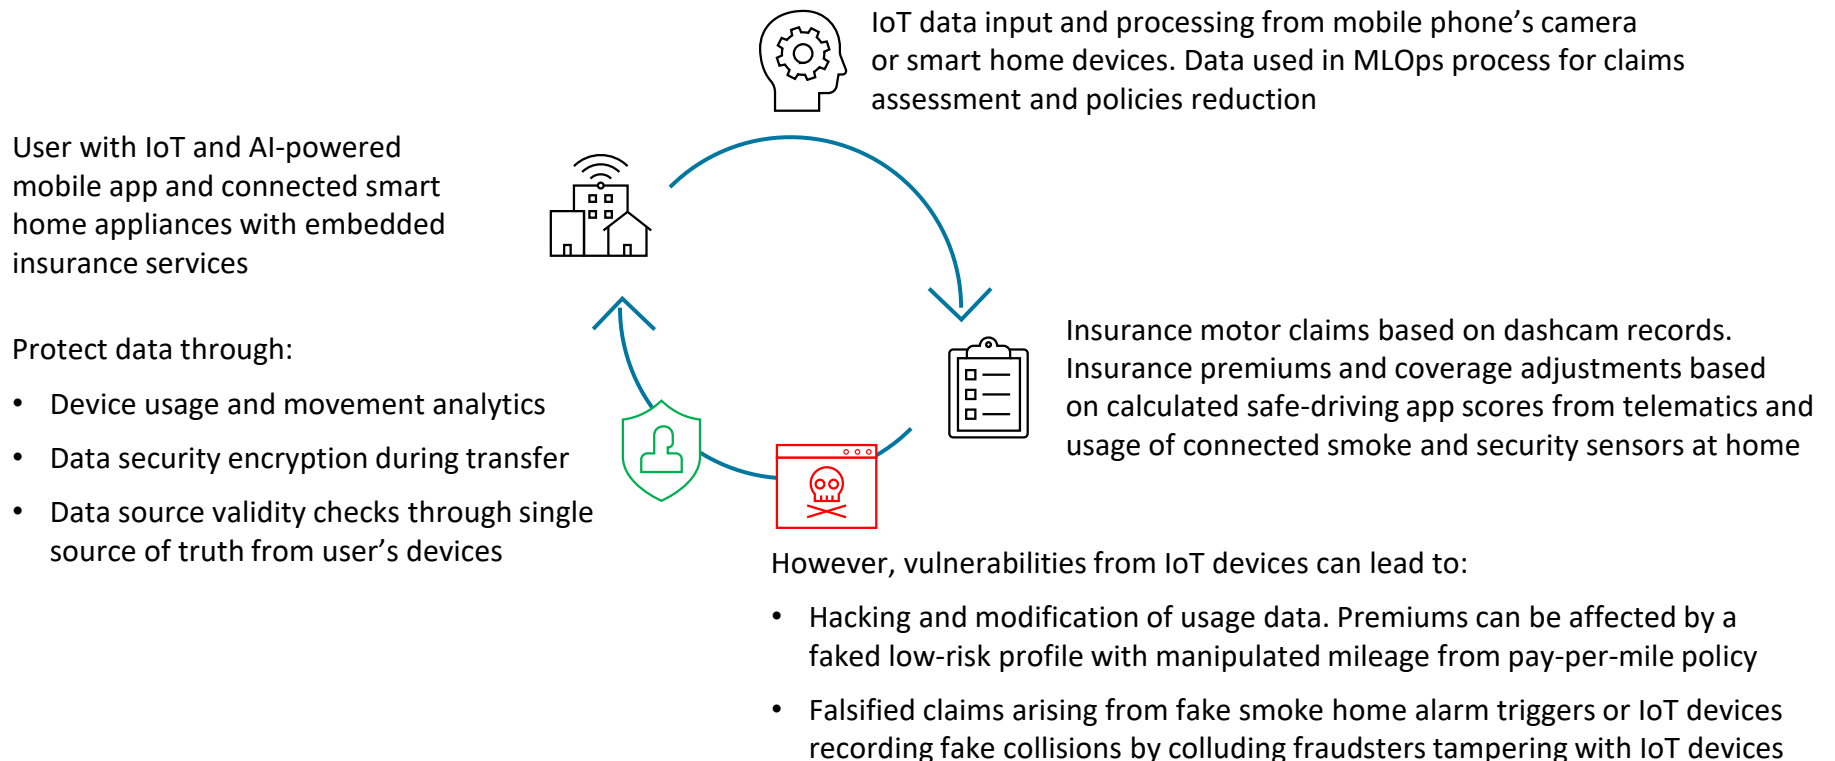 IoT data input and processing from mobile phone’s camera
or smart home devices. Data used in MLOps process for claims
assessment and policies reduction
User with IoT and AI-powered
mobile app and connected smart
home appliances with embedded
insurance services
Insurance motor claims based on dashcam records.
Insurance premiums and coverage adjustments based
on calculated safe-driving app scores from telematics and
usage of connected smoke and security sensors at home
Protect data through:
• Device usage and movement analytics
• Data security encryption during transfer
• Data source validity checks through single
source of truth from user’s devices
However, vulnerabilities from IoT devices can lead to:
• Hacking and modification of usage data. Premiums can be affected by a
faked low-risk profile with manipulated mileage from pay-per-mile policy
• Falsified claims arising from fake smoke home alarm triggers or IoT devices
recording fake collisions by colluding fraudsters tampering with IoT devices